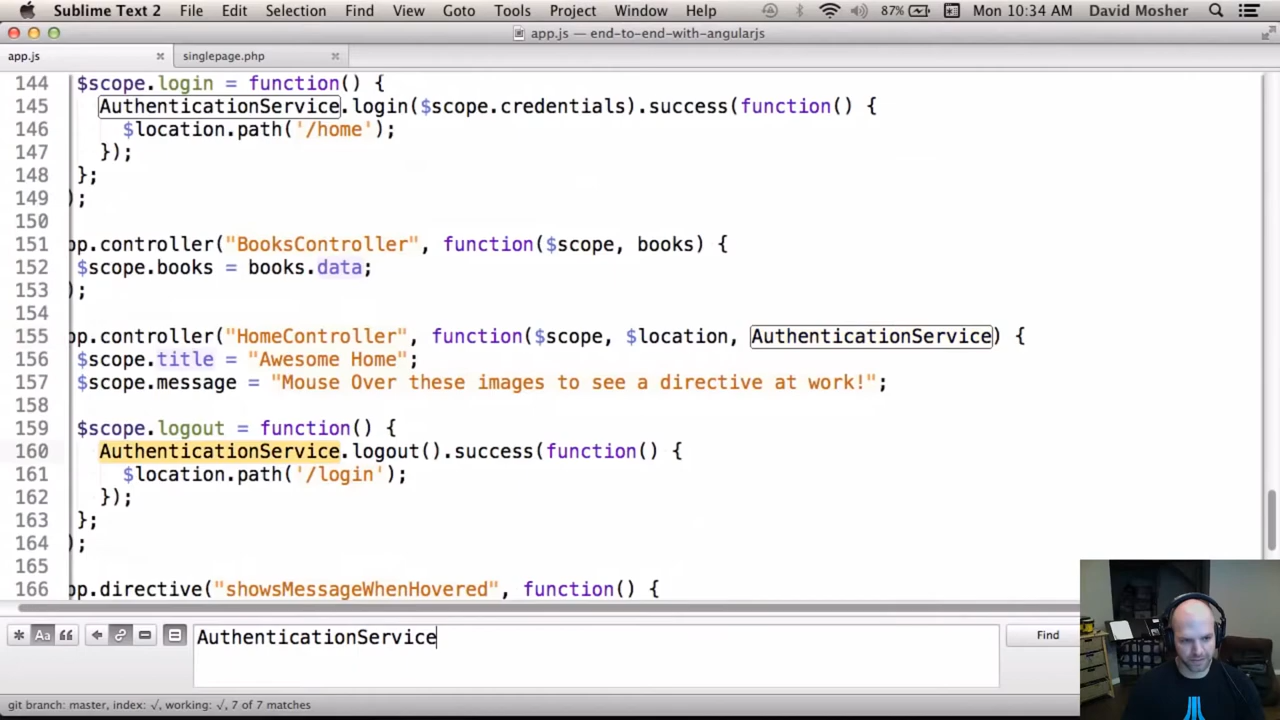 Sublime Text 2 File Edit Selection Find View Goto Tools Project Window Help 87% Mon 10:34 AM David Mosher
app.js — end-to-end-with-angularjs
app.js singlepage.php
144 $scope.login = function() {
145 AuthenticationService.login($scope.credentials).success(function() {
146 $location.path('/home');
147 });
148 };
149 );
150
151 pp.controller("BooksController", function($scope, books) {
152 $scope.books = books.data;
153 );
154
155 pp.controller("HomeController", function($scope, $location, AuthenticationService) {
156 $scope.title = "Awesome Home";
157 $scope.message = "Mouse Over these images to see a directive at work!";
158
159 $scope.logout = function() {
160 AuthenticationService.logout().success(function() {
161 $location.path('/login');
162 });
163 };
164 );
165
166 pp.directive("showsMessageWhenHovered", function() {
Aa AuthenticationService Find
git branch: master, index: √, working: √, 7 of 7 matches